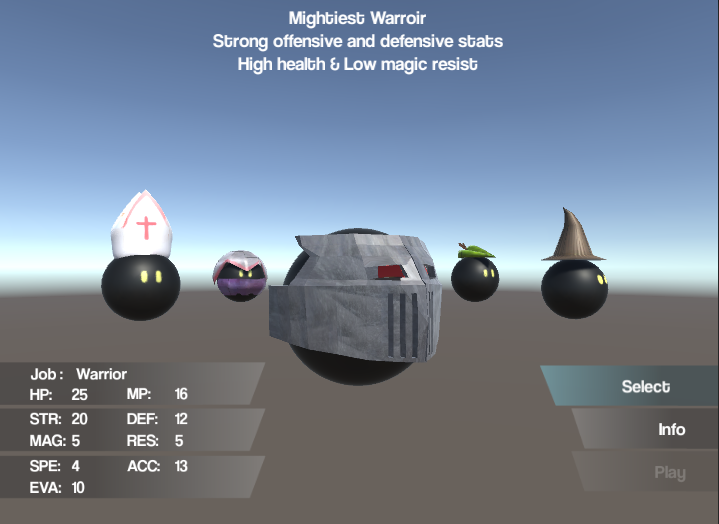 Mightiest Warroir
Strong offensive and defensive stats
High health & Low magic resist
Job: Warrior
HP: 25 MP: 16
STR: 20 DEF: 12
MAG: 5 RES: 5
SPE: 4 ACC: 13
EVA: 10
Select
Info
Play